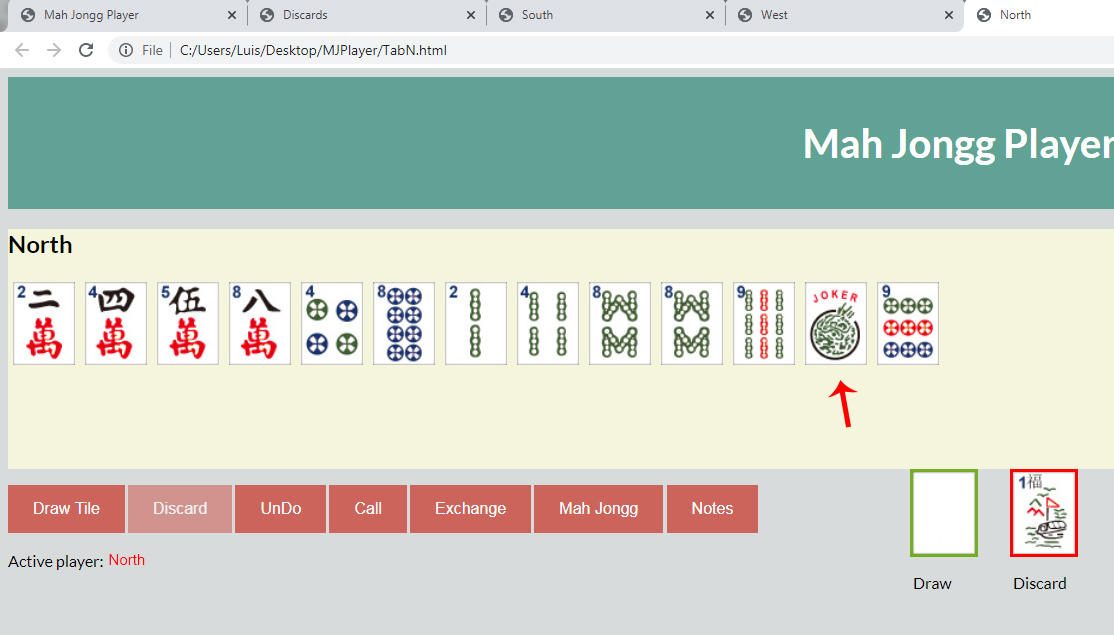 Mah Jongg Player
Discards
South
West
North
File
C:/Users/Luis/Desktop/MJPlayer/TabN.html
Mah Jongg Player
North
2 二 萬
4 四 萬
5 伍 萬
8 八 萬
4
8
2
4
8
8
9
JOKER
9
Draw Tile
Discard
UnDo
Call
Exchange
Mah Jongg
Notes
1 福
Active player: North
Draw
Discard